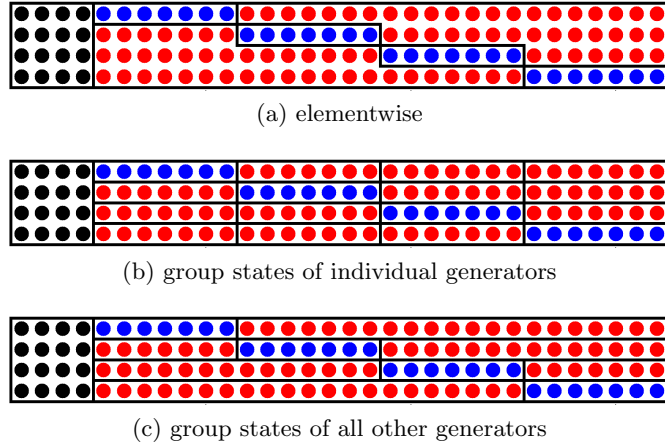 (a) elementwise
(b) group states of individual generators
(c) group states of all other generators